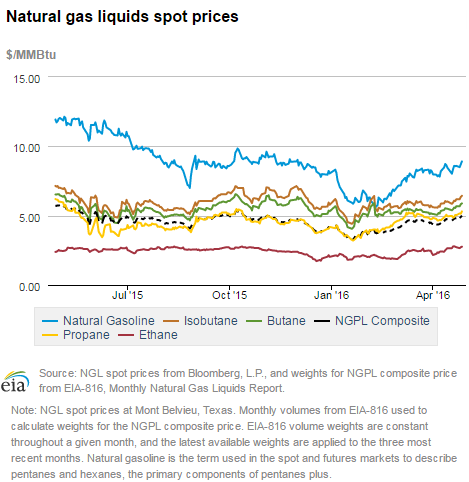 Natural gas liquids spot prices
$/MMBtu
15.00
10.00
5.00
0.00
Jul '15 Oct '15 Jan '16 Apr '16
Natural Gasoline Isobutane Butane NGPL Composite
Propane Ethane
eia
Source: NGL spot prices from Bloomberg, L.P., and weights for NGPL composite price
from EIA-816, Monthly Natural Gas Liquids Report.
Note: NGL spot prices at Mont Belvieu, Texas. Monthly volumes from EIA-816 used to
calculate weights for the NGPL composite price. EIA-816 volume weights are constant
throughout a given month, and the latest available weights are applied to the three most
recent months. Natural gasoline is the term used in the spot and futures markets to describe
pentanes and hexanes, the primary components of pentanes plus.